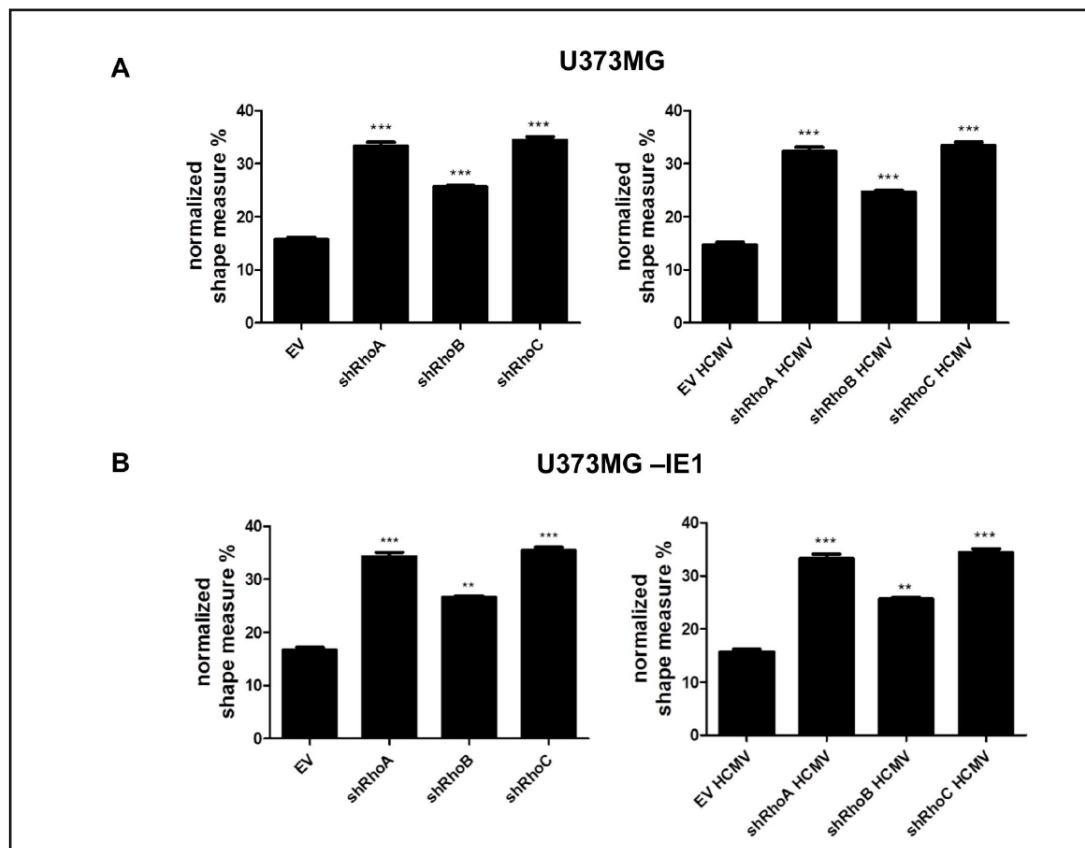 A
U373MG
normalized
shape measure %
40
30
20
10
0
***
***
***
EV
shRhoA
shRhoB
shRhoC
normalized
shape measure %
40
30
20
10
0
***
***
***
EV HCMV
shRhoA HCMV
shRhoB HCMV
shRhoC HCMV
B
U373MG –IE1
normalized
shape measure %
40
30
20
10
0
***
**
***
EV
shRhoA
shRhoB
shRhoC
normalized
shape measure %
40
30
20
10
0
***
**
***
EV HCMV
shRhoA HCMV
shRhoB HCMV
shRhoC HCMV